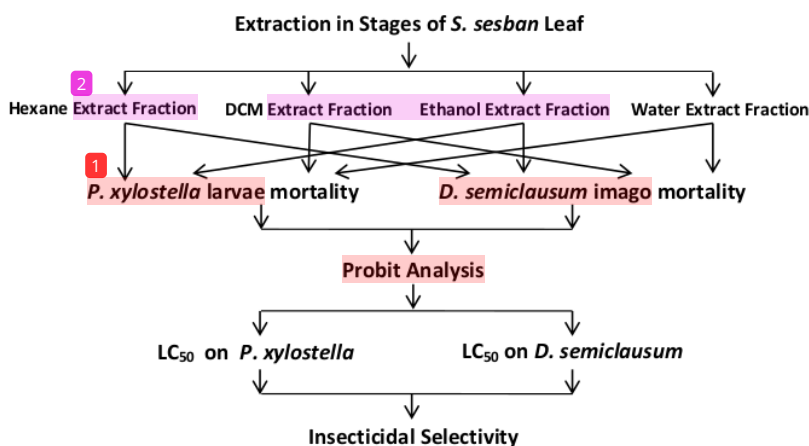 Extraction in Stages of S. sesban Leaf
2
Hexane Extract Fraction DCM Extract Fraction Ethanol Extract Fraction Water Extract Fraction
1
P. xylostella larvae mortality D. semiclausum imago mortality
Probit Analysis
LC50 on P. xylostella LC50 on D. semiclausum
Insecticidal Selectivity